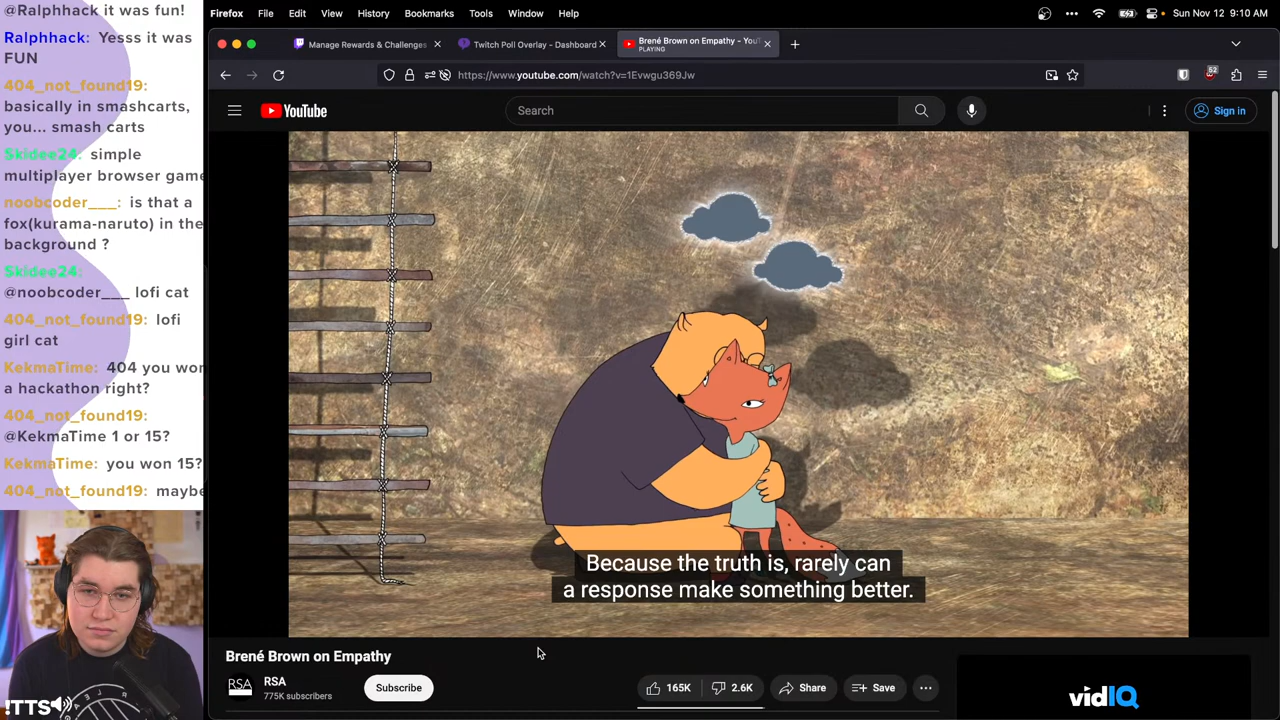 @Ralphhack it was fun!
Ralphhack: Yesss it was
FUN
404_not_found19:
basically in smashcarts,
you... smash carts
Skidee24: simple
multiplayer browser game
noobcoder___: is that a
fox(kurama-naruto) in the
background ?
Skidee24:
@noobcoder___ lofi cat
404_not_found19: lofi
girl cat
KekmaTime: 404 you won
a hackathon right?
404_not_found19:
@KekmaTime 1 or 15?
KekmaTime: you won 15?
404_not_found19: maybe
!TTS
Firefox File Edit View History Bookmarks Tools Window Help
52 Sun Nov 12 9:10 AM
Manage Rewards & Challenges
Twitch Poll Overlay - Dashboard
Brené Brown on Empathy - YouT
PLAYING
https://www.youtube.com/watch?v=1Evwgu369Jw
52
YouTube
Search
Sign in
Because the truth is, rarely can
a response make something better.
Brené Brown on Empathy
RSA
RSA
775K subscribers
Subscribe
165K
2.6K
Share
Save
vidIQ